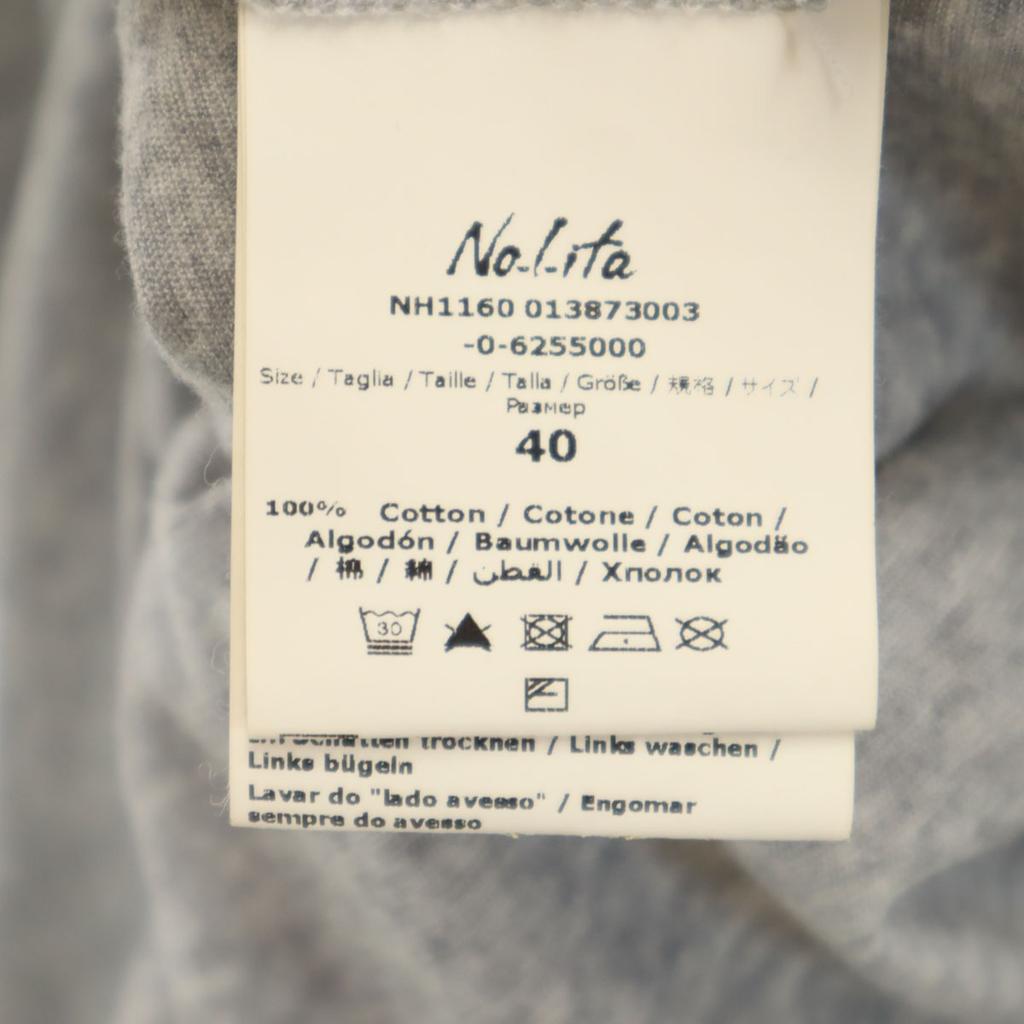 No-l-ita
NH1160 013873003
-0-6255000
Size / Taglia / Taille / Talla / Größe / 規格 / サイズ /
Размер
40
100% Cotton / Cotone / Coton /
Algodón / Baumwolle / Algodão
/ 棉 / 綿 / القطن / Хлопок
30
Schatten trocknen / Links waschen /
Links bügeln
Lavar do "lado avesso" / Engomar
sempre do avesso